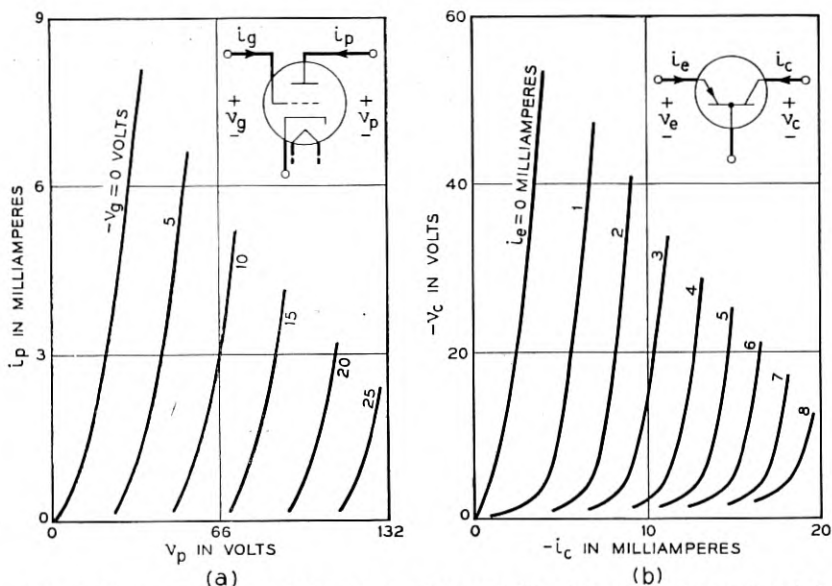 9
6
3
0
i_p IN MILLIAMPERES
0
66
132
v_p IN VOLTS
(a)
-v_g = 0 VOLTS
5
10
15
20
25
i_g
i_p
+
v_g
−
+
v_p
−
60
40
20
0
-v_c IN VOLTS
0
10
20
-i_c IN MILLIAMPERES
(b)
i_e = 0 MILLIAMPERES
1
2
3
4
5
6
7
8
i_e
i_c
+
v_e
−
+
v_c
−